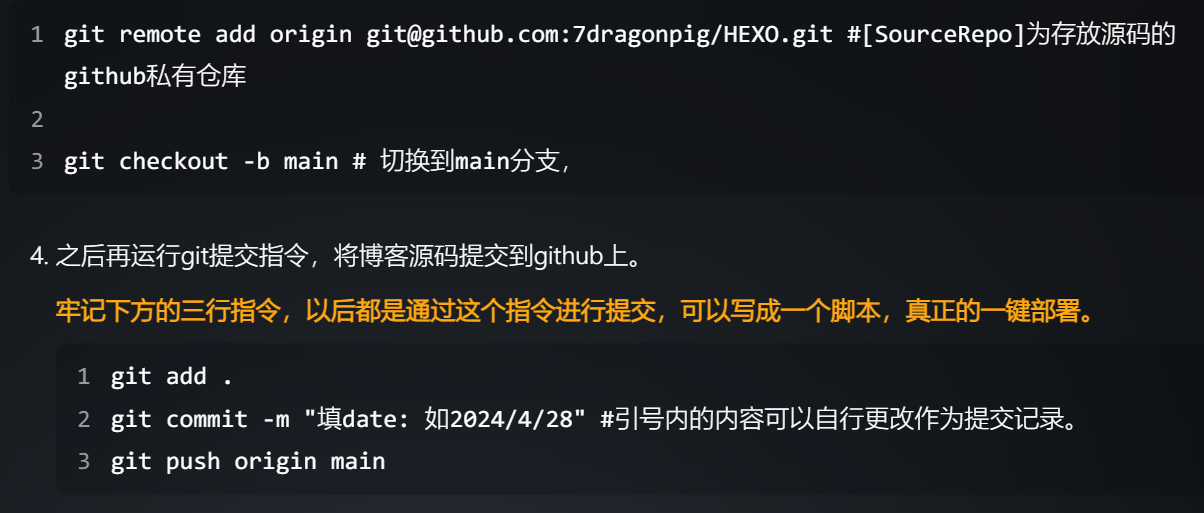 1 git remote add origin git@github.com:7dragonpig/HEXO.git #[SourceRepo]为存放源码的
github私有仓库
2
3 git checkout -b main # 切换到main分支，
4. 之后再运行git提交指令，将博客源码提交到github上。
牢记下方的三行指令，以后都是通过这个指令进行提交，可以写成一个脚本，真正的一键部署。
1 git add .
2 git commit -m "填date: 如2024/4/28" #引号内的内容可以自行更改作为提交记录。
3 git push origin main